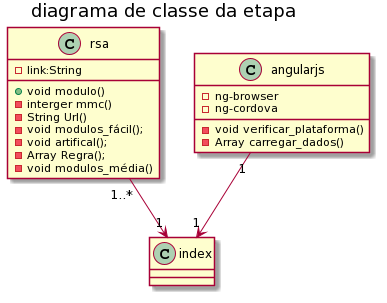 diagrama de classe da etapa
C rsa
link:String
void modulo()
interger mmc()
String Url()
void modulos_fácil();
void artifical();
Array Regra();
void modulos_média()
C angularjs
ng-browser
ng-cordova
void verificar_plataforma()
Array carregar_dados()
1..*
1
1
1
C index